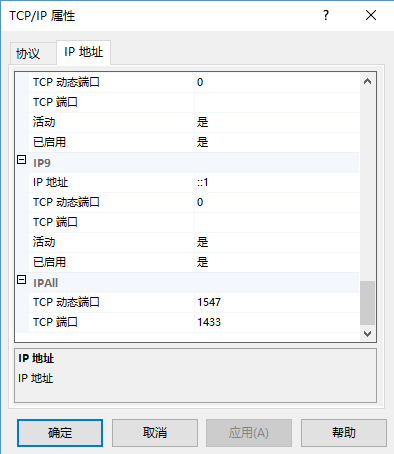 TCP/IP 属性
协议
IP 地址
TCP 动态端口 0
TCP 端口
活动 是
已启用 是
IP9
IP 地址 ::1
TCP 动态端口 0
TCP 端口
活动 是
已启用 是
IPAll
TCP 动态端口 1547
TCP 端口 1433
IP 地址
IP 地址
确定 取消 应用(A) 帮助